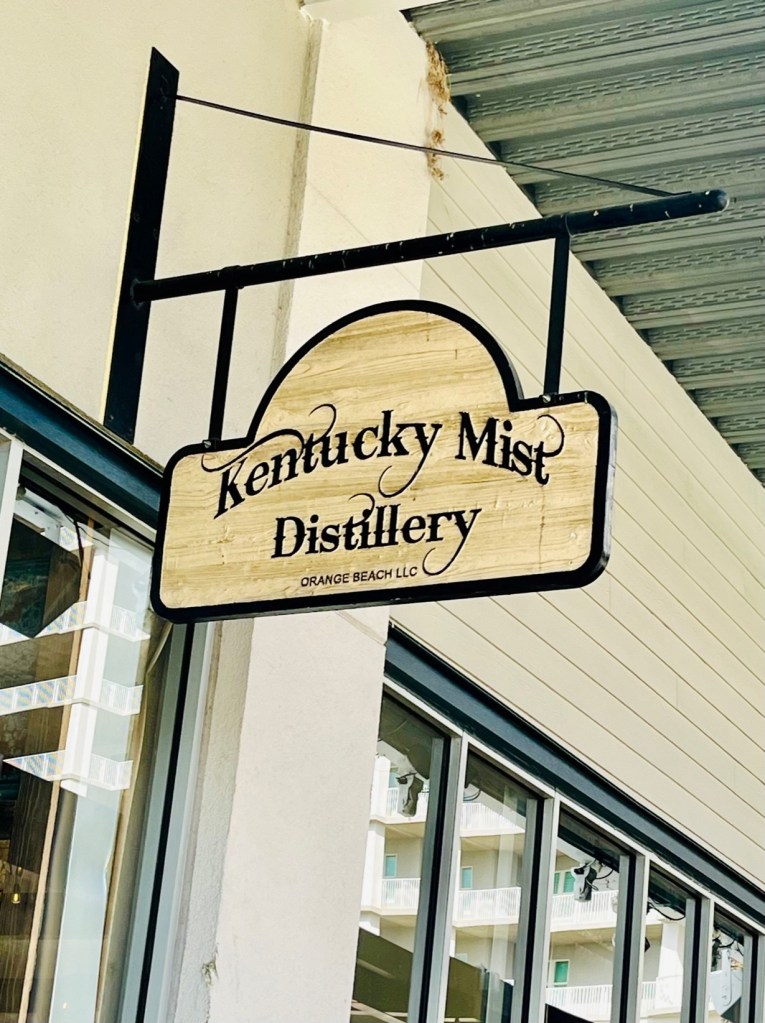 Kentucky Mist
Distillery
ORANGE BEACH LLC